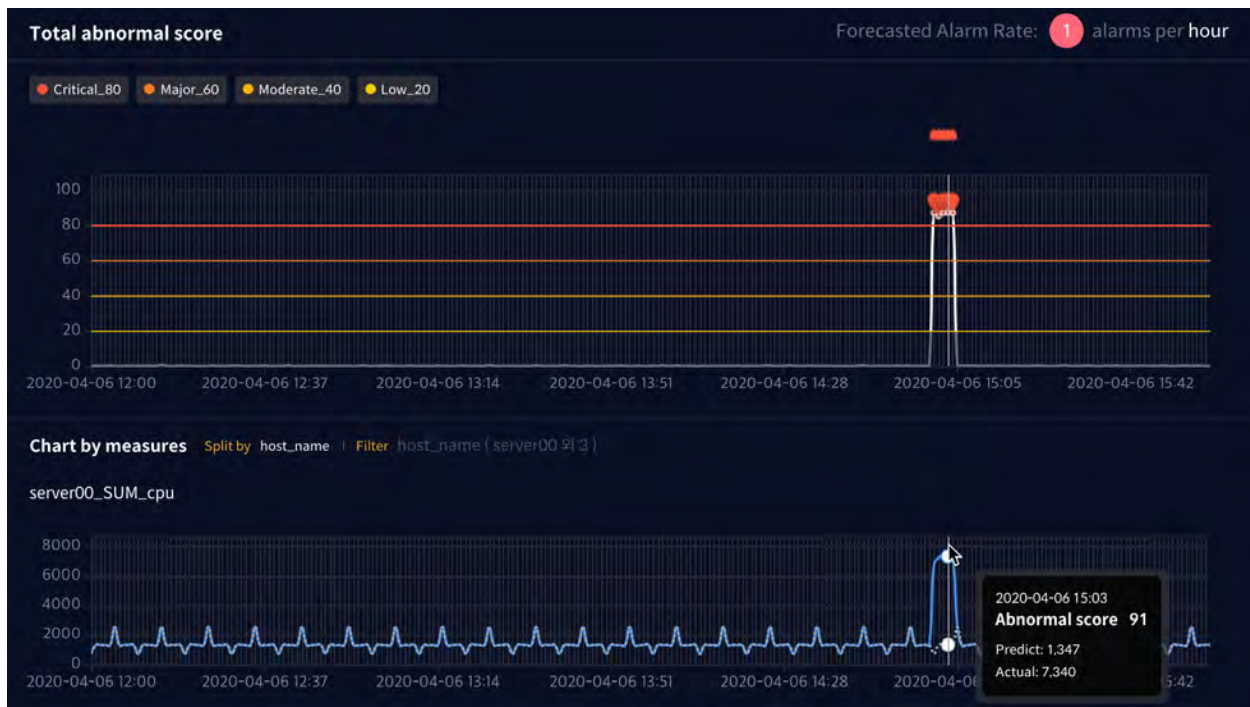 Total abnormal score
Forecasted Alarm Rate: 1 alarms per hour
Critical_80 Major_60 Moderate_40 Low_20
100
80
60
40
20
0
2020-04-06 12:00 2020-04-06 12:37 2020-04-06 13:14 2020-04-06 13:51 2020-04-06 14:28 2020-04-06 15:05 2020-04-06 15:42
Chart by measures Split by host_name | Filter host_name ( server00 외 3 )
server00_SUM_cpu
8000
6000
4000
2000
0
2020-04-06 12:00 2020-04-06 12:37 2020-04-06 13:14 2020-04-06 13:51 2020-04-06 14:28 2020-04-06 5:42
2020-04-06 15:03
Abnormal score 91
Predict: 1,347
Actual: 7,340